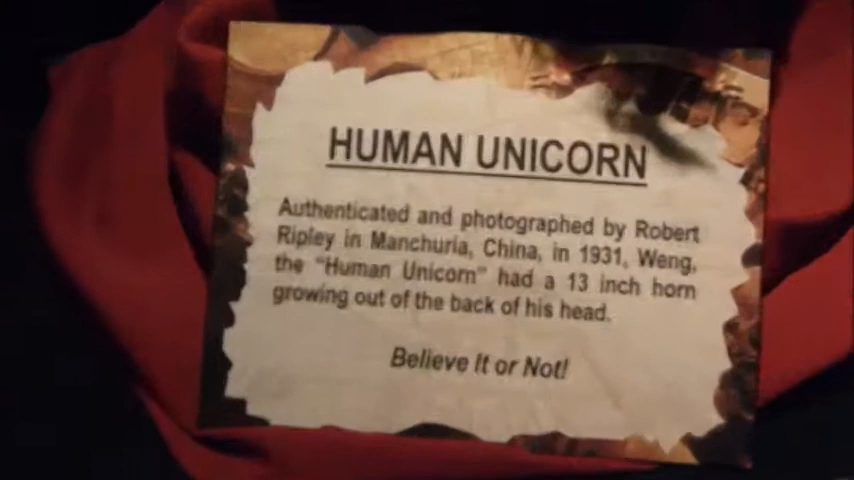 HUMAN UNICORN
Authenticated and photographed by Robert
Ripley in Manchuria, China, in 1931, Weng,
the "Human Unicorn" had a 13 inch horn
growing out of the back of his head.
Believe It or Not!